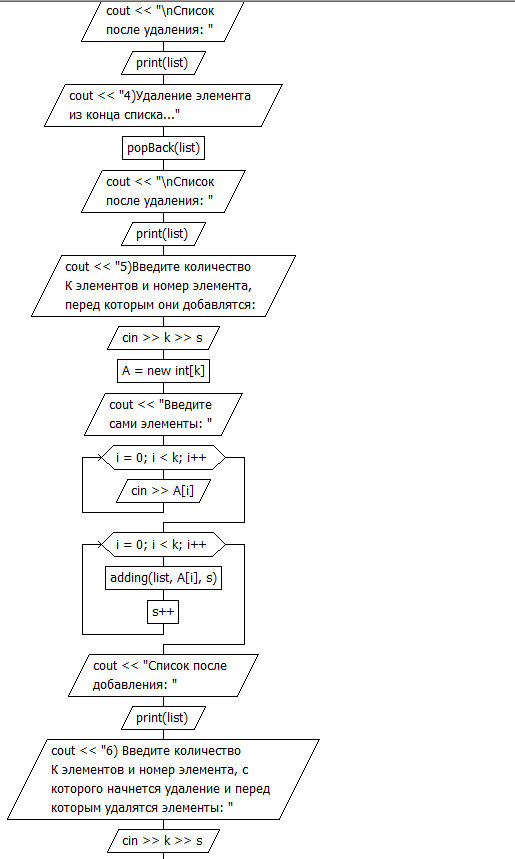 cout << "\nСписок
после удаления: "
print(list)
cout << "4)Удаление элемента
из конца списка..."
popBack(list)
cout << "\nСписок
после удаления: "
print(list)
cout << "5)Введите количество
К элементов и номер элемента,
перед которым они добавлятся:
cin >> k >> s
A = new int[k]
cout << "Введите
сами элементы: "
i = 0; i < k; i++
cin >> A[i]
i = 0; i < k; i++
adding(list, A[i], s)
s++
cout << "Список после
добавления: "
print(list)
cout << "6) Введите количество
К элементов и номер элемента, с
которого начнется удаление и перед
которым удалятся элементы: "
cin >> k >> s